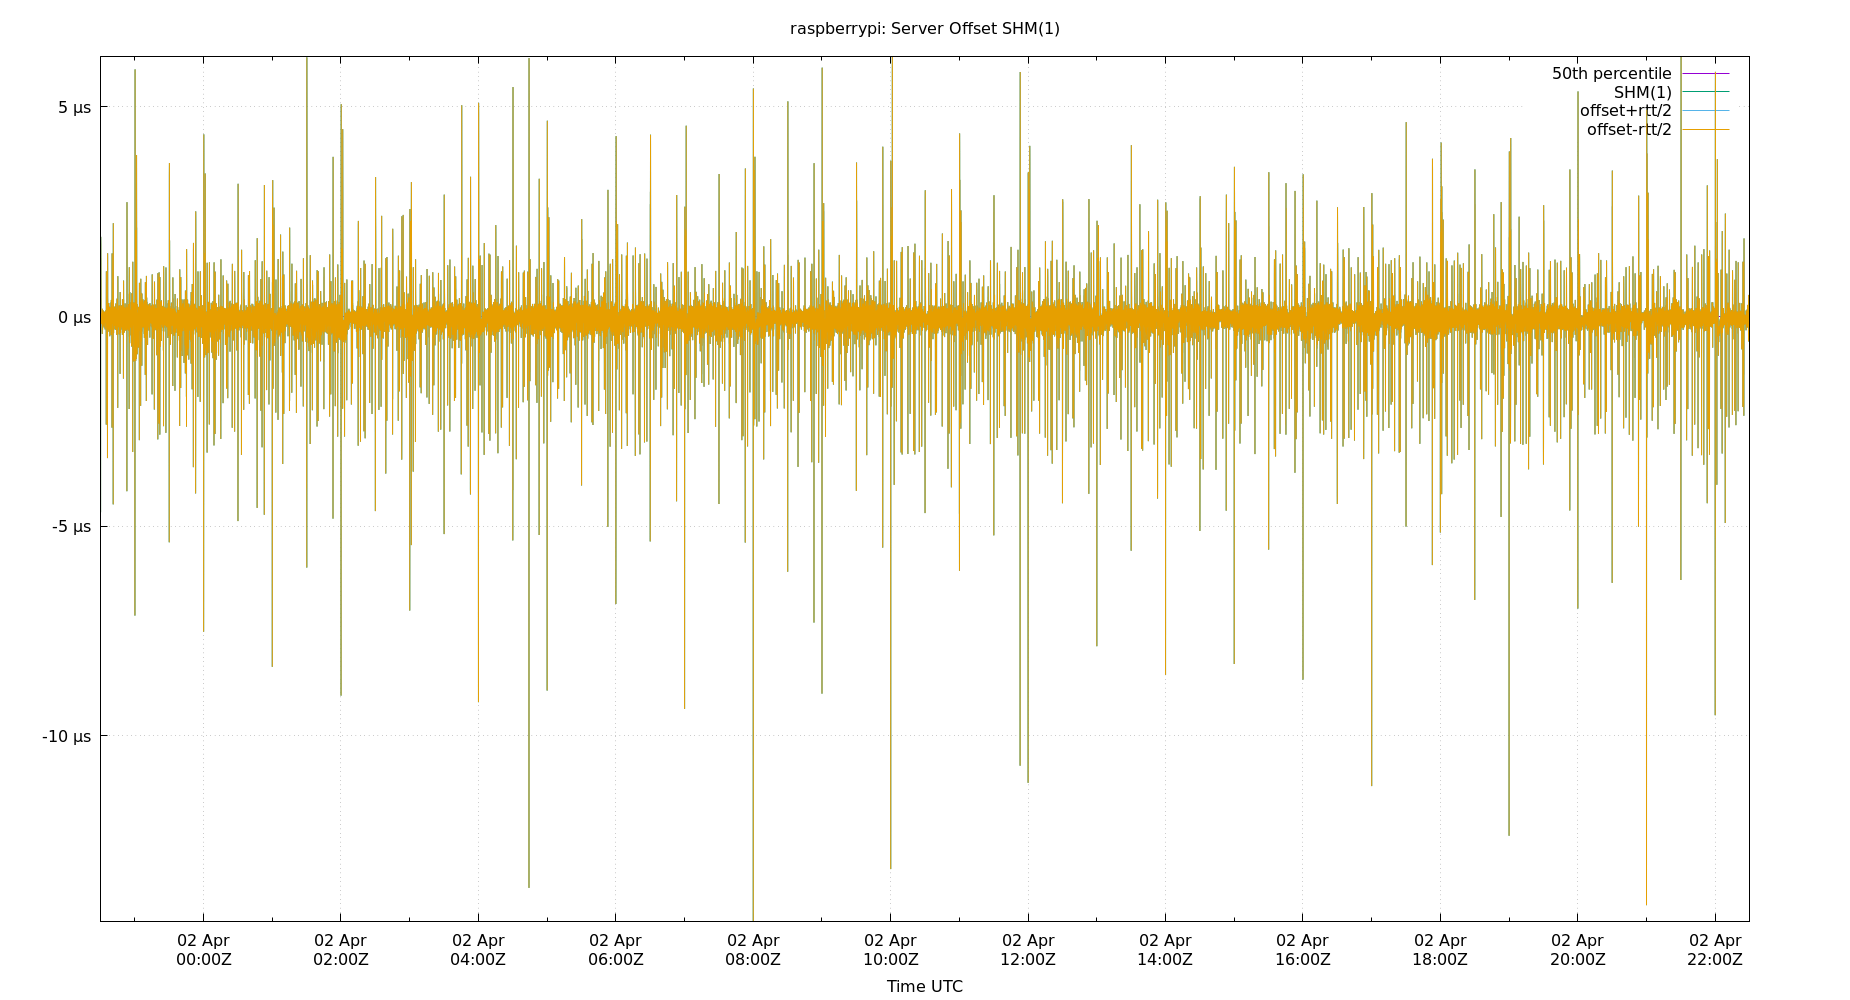 raspberrypi: Server Offset SHM(1)
50th percentile
SHM(1)
offset+rtt/2
offset-rtt/2
5 µs
0 µs
-5 µs
-10 µs
02 Apr 02 Apr 02 Apr 02 Apr 02 Apr 02 Apr 02 Apr 02 Apr 02 Apr 02 Apr 02 Apr 02 Apr
00:00Z 02:00Z 04:00Z 06:00Z 08:00Z 10:00Z 12:00Z 14:00Z 16:00Z 18:00Z 20:00Z 22:00Z
Time UTC